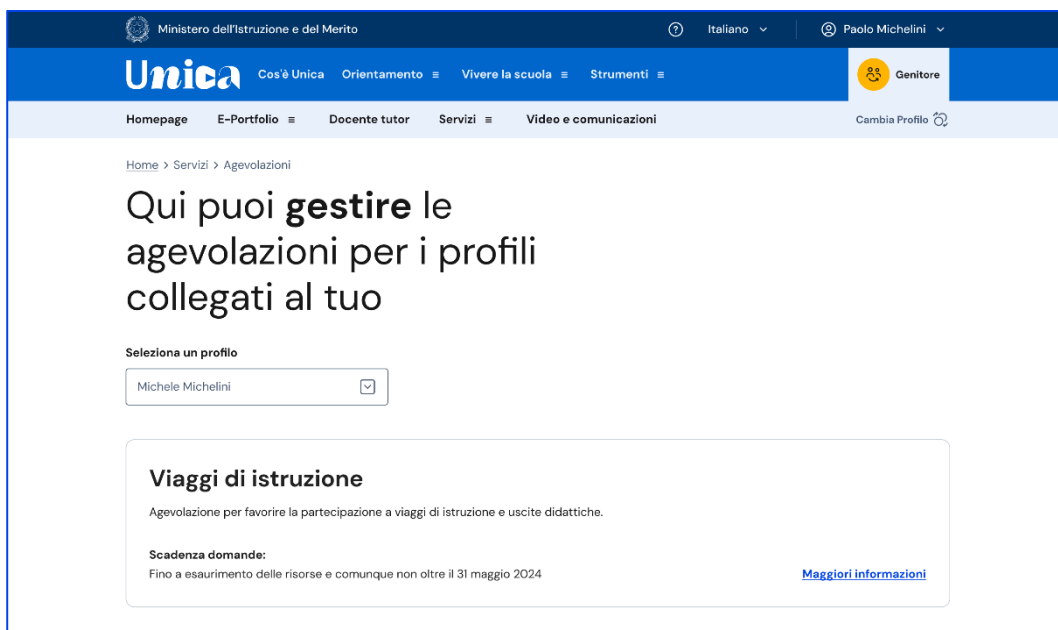 Ministero dell'Istruzione e del Merito
Italiano
Paolo Michelini
Unica
Cos'è Unica
Orientamento
Vivere la scuola
Strumenti
Genitore
Homepage
E-Portfolio
Docente tutor
Servizi
Video e comunicazioni
Cambia Profilo
Home > Servizi > Agevolazioni
Qui puoi gestire le
agevolazioni per i profili
collegati al tuo
Seleziona un profilo
Michele Michelini
Viaggi di istruzione
Agevolazione per favorire la partecipazione a viaggi di istruzione e uscite didattiche.
Scadenza domande:
Fino a esaurimento delle risorse e comunque non oltre il 31 maggio 2024
Maggiori informazioni